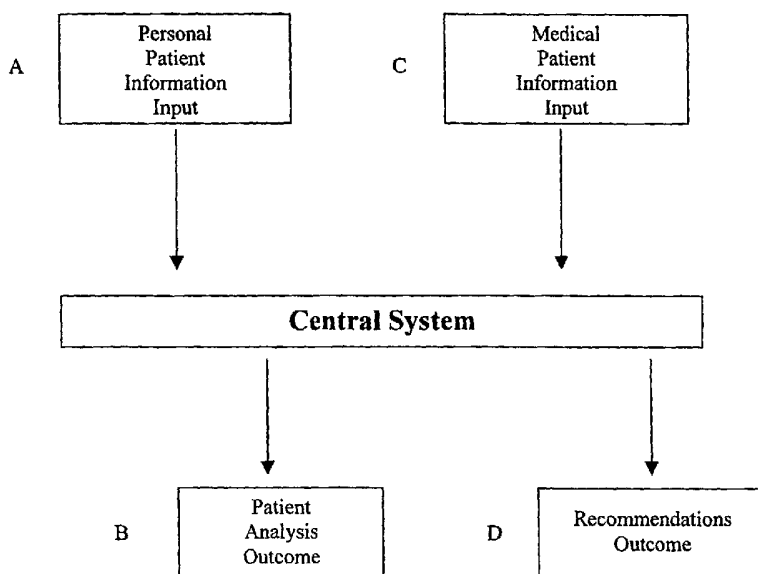 A
Personal
Patient
Information
Input
C
Medical
Patient
Information
Input
Central System
B
Patient
Analysis
Outcome
D
Recommendations
Outcome